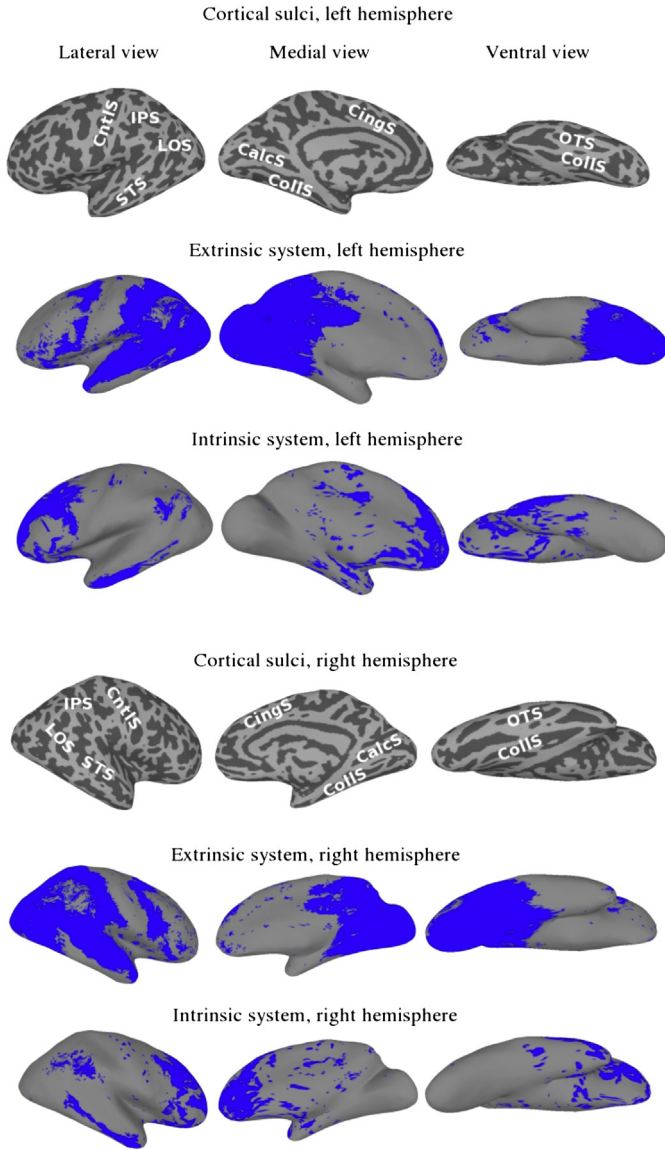 Cortical sulci, left hemisphere
Lateral view Medial view Ventral view
CntlS IPS LOS STS
CingS CalcS CollS
OTS CollS
Extrinsic system, left hemisphere
Intrinsic system, left hemisphere
Cortical sulci, right hemisphere
IPS CntlS LOS STS
CingS CalcS CollS
OTS CollS
Extrinsic system, right hemisphere
Intrinsic system, right hemisphere